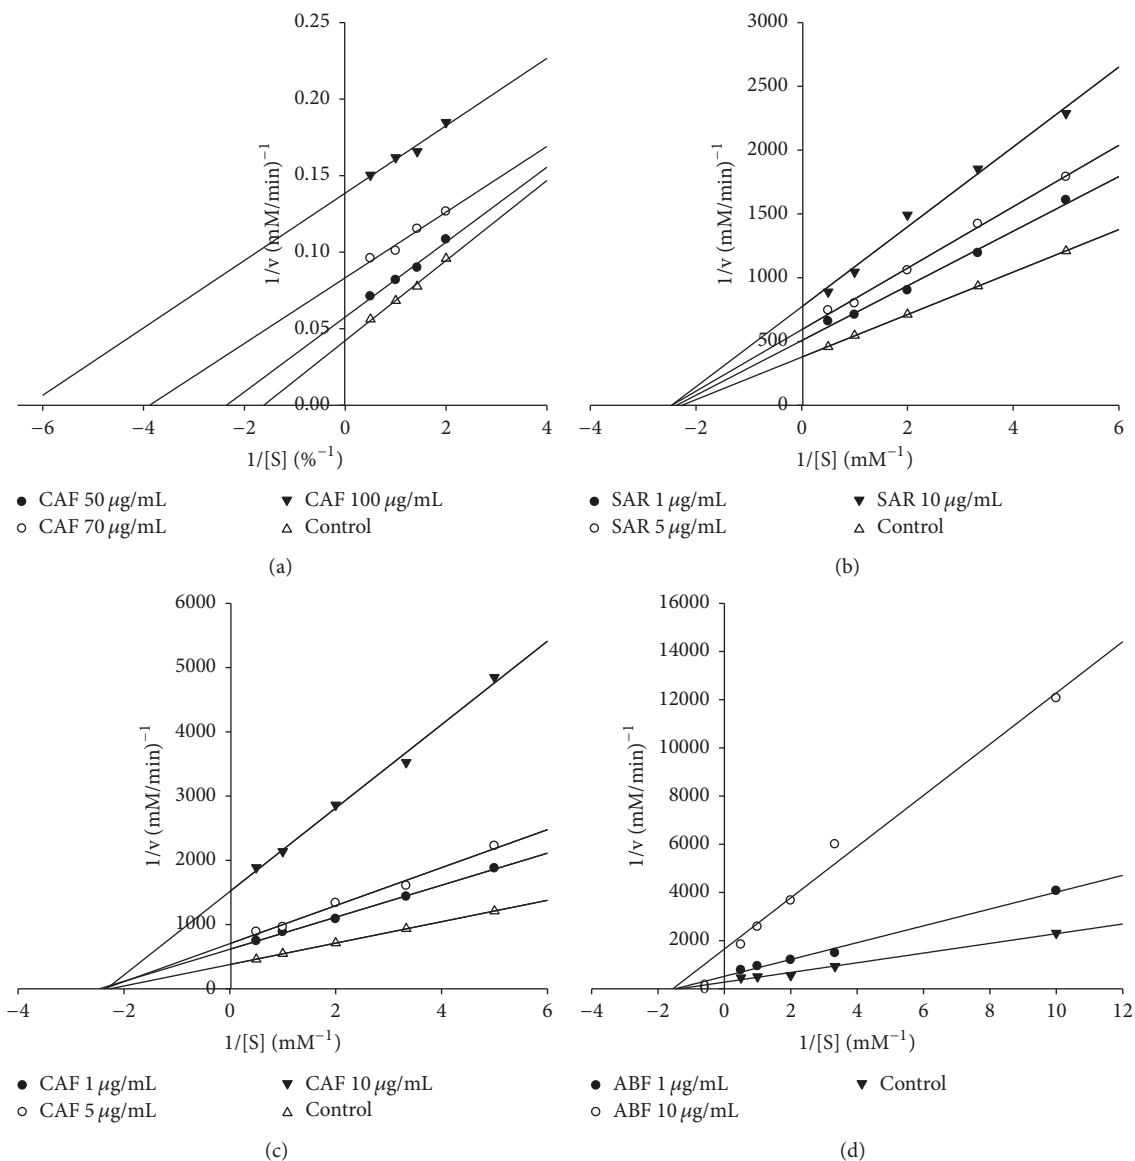 0.25
0.20
0.15
0.10
0.05
0.00
1/v (mM/min)⁻¹
−6 −4 −2 0 2 4
1/[S] (%⁻¹)
CAF 50 μg/mL CAF 100 μg/mL
CAF 70 μg/mL Control
(a)
3000
2500
2000
1500
1000
500
0
1/v (mM/min)⁻¹
−4 −2 0 2 4 6
1/[S] (mM⁻¹)
SAR 1 μg/mL SAR 10 μg/mL
SAR 5 μg/mL Control
(b)
6000
5000
4000
3000
2000
1000
0
1/v (mM/min)⁻¹
−4 −2 0 2 4 6
1/[S] (mM⁻¹)
CAF 1 μg/mL CAF 10 μg/mL
CAF 5 μg/mL Control
(c)
16000
14000
12000
10000
8000
6000
4000
2000
0
1/v (mM/min)⁻¹
−4 −2 0 2 4 6 8 10 12
1/[S] (mM⁻¹)
ABF 1 μg/mL Control
ABF 10 μg/mL
(d)